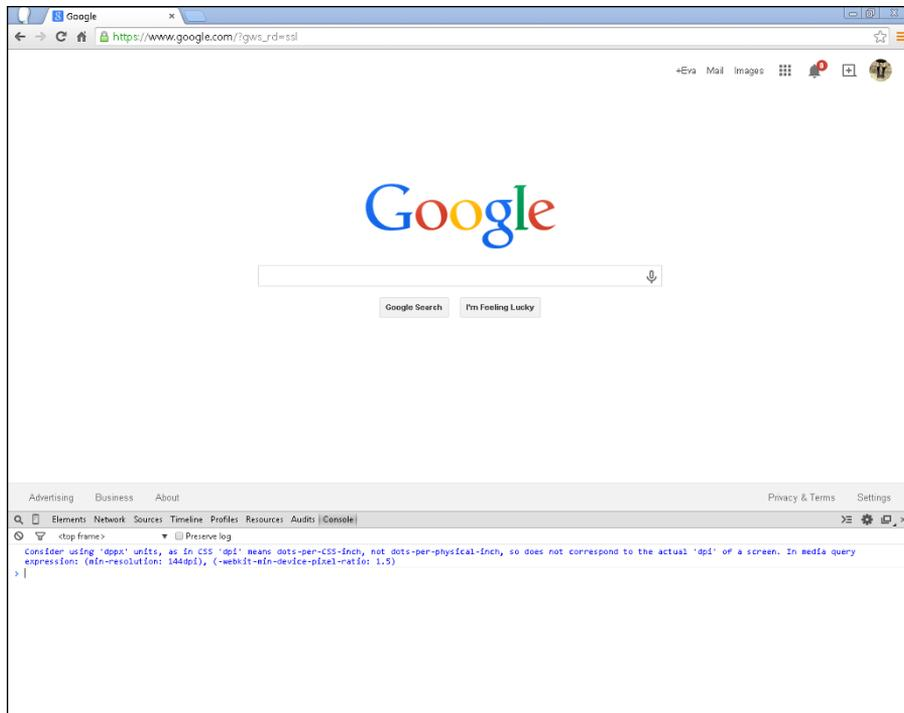 Google
https://www.google.com/?gws_rd=ssl
+Eva Mail Images
Google
Google Search I'm Feeling Lucky
Advertising Business About Privacy & Terms Settings
Elements Network Sources Timeline Profiles Resources Audits Console
<top frame> Preserve log
Consider using 'dppx' units, as in CSS 'dpi' means dots-per-CSS-inch, not dots-per-physical-inch, so does not correspond to the actual 'dpi' of a screen. In media query
expression: (min-resolution: 144dpi), (-webkit-min-device-pixel-ratio: 1.5)
>